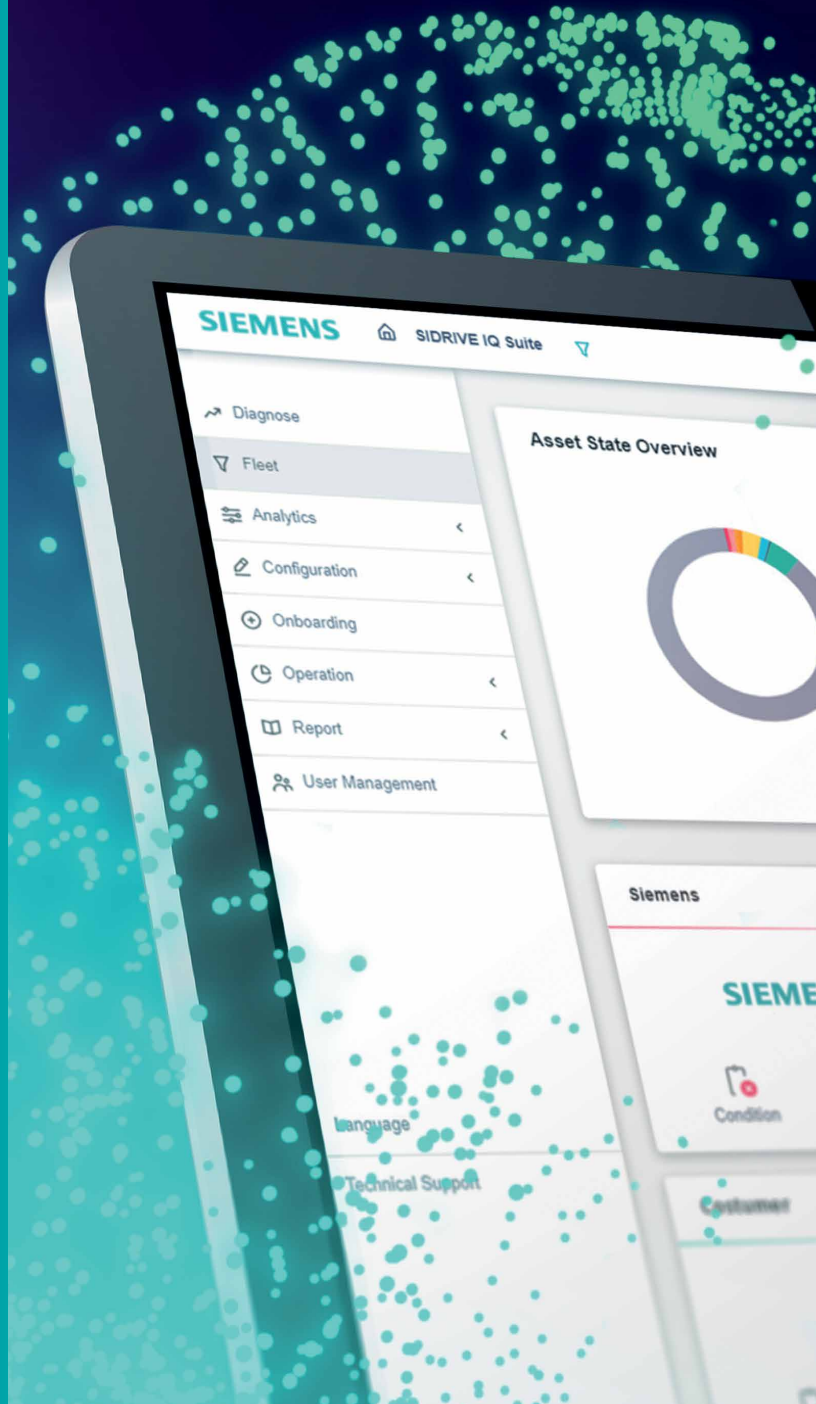 SIEMENS
SIDRIVE IQ Suite
Diagnose
Fleet
Analytics
Configuration
Onboarding
Operation
Report
User Management
Language
Technical Support
Asset State Overview
Siemens
SIEME
Condition
Costumer